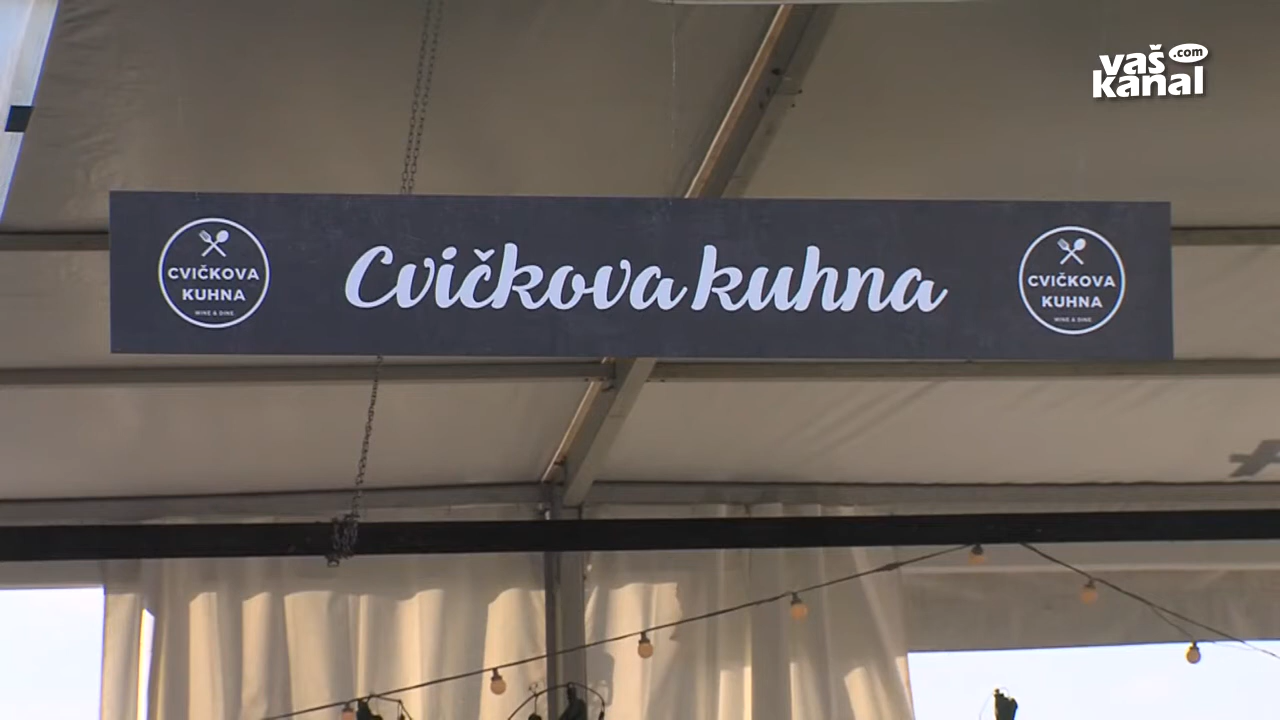 vaš .com
kanal
Cvičkova kuhna
CVIČKOVA
KUHNA
WINE & DINE
CVIČKOVA
KUHNA
WINE & DINE